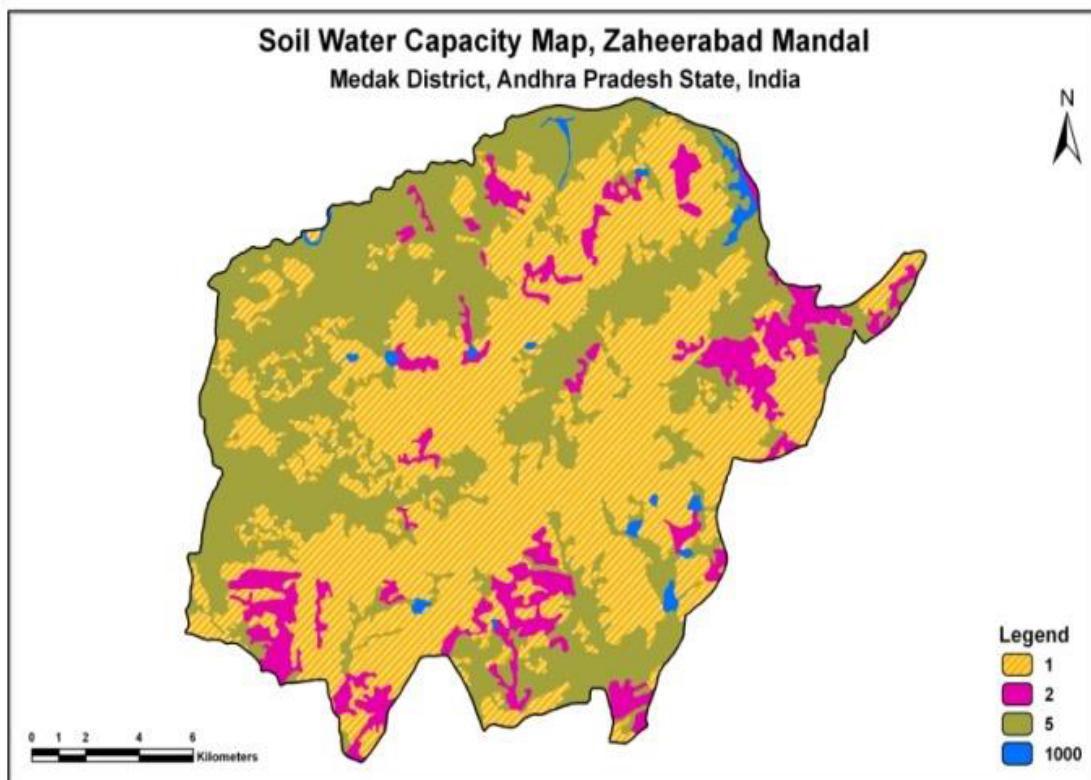 Soil Water Capacity Map, Zaheerabad Mandal
Medak District, Andhra Pradesh State, India
N
Legend
1
2
5
1000
0 1 2 4 6
Kilometers